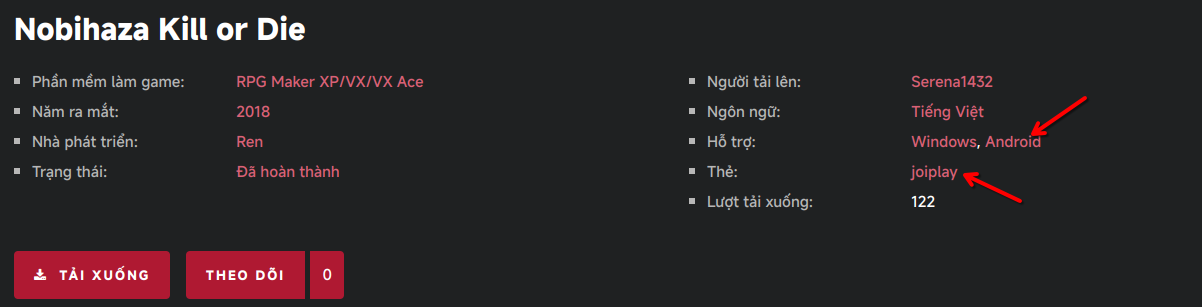 Nobihaza Kill or Die
Phần mềm làm game: RPG Maker XP/VX/VX Ace
Năm ra mắt: 2018
Nhà phát triển: Ren
Trạng thái: Đã hoàn thành
Người tải lên: Serena1432
Ngôn ngữ: Tiếng Việt
Hỗ trợ: Windows, Android
Thẻ: joiplay
Lượt tải xuống: 122
TẢI XUỐNG
THEO DÕI 0